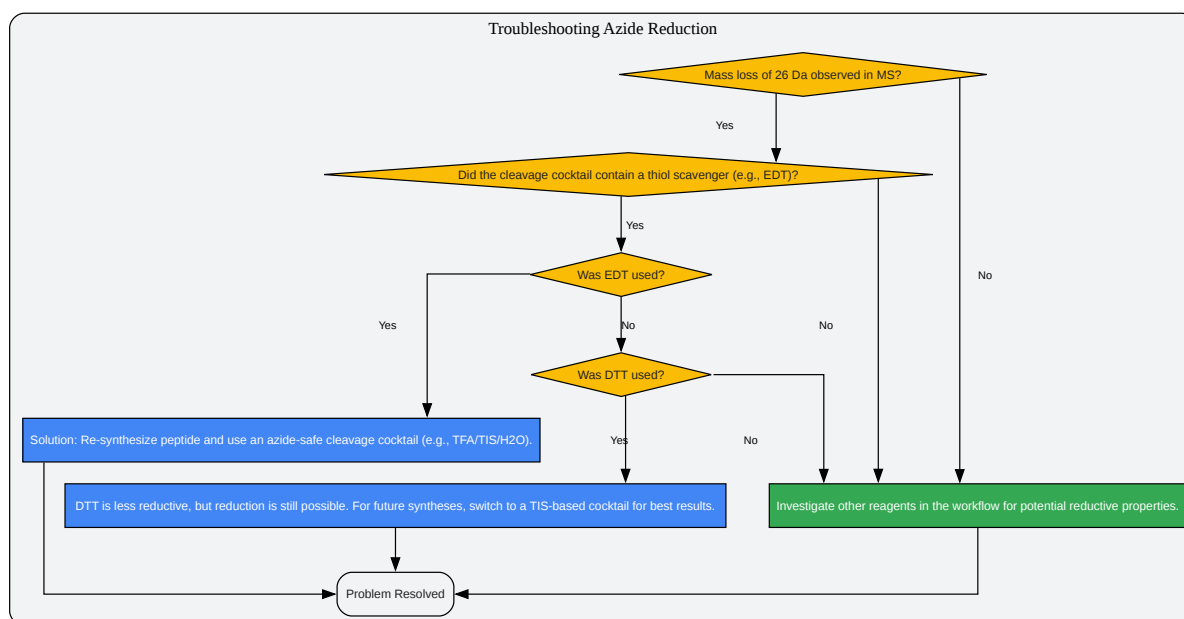 Troubleshooting Azide Reduction
Mass loss of 26 Da observed in MS?
Yes
Did the cleavage cocktail contain a thiol scavenger (e.g., EDT)?
Yes
Was EDT used?
No
Yes
No
No
Was DTT used?
Solution: Re-synthesize peptide and use an azide-safe cleavage cocktail (e.g., TFA/TIS/H2O).
Yes
No
DTT is less reductive, but reduction is still possible. For future syntheses, switch to a TIS-based cocktail for best results.
Investigate other reagents in the workflow for potential reductive properties.
Problem Resolved